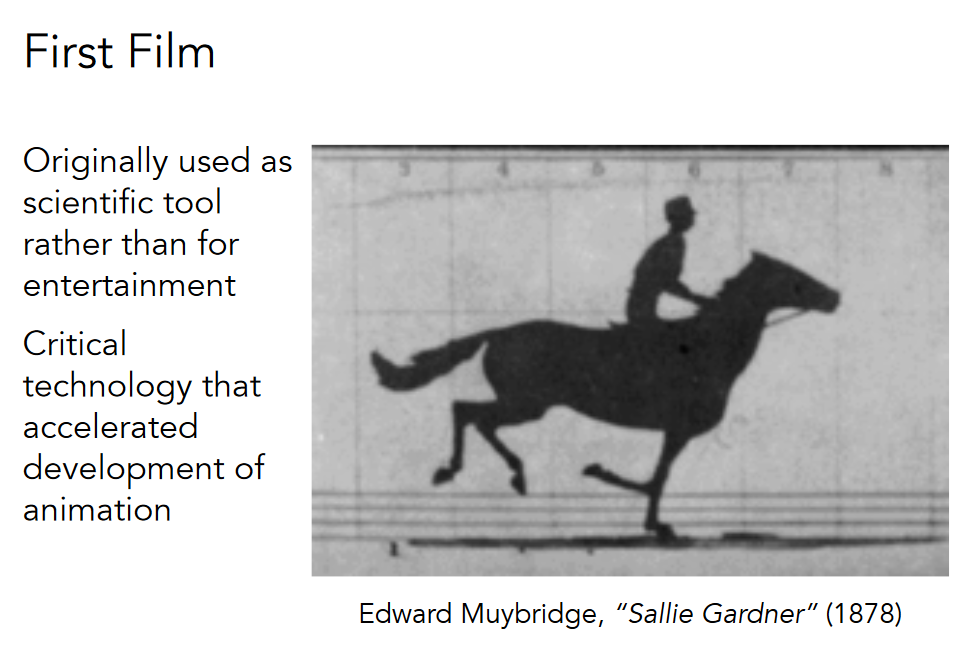 First Film
Originally used as
scientific tool
rather than for
entertainment
Critical
technology that
accelerated
development of
animation
3 4 5 6 7 8
Edward Muybridge, “Sallie Gardner” (1878)